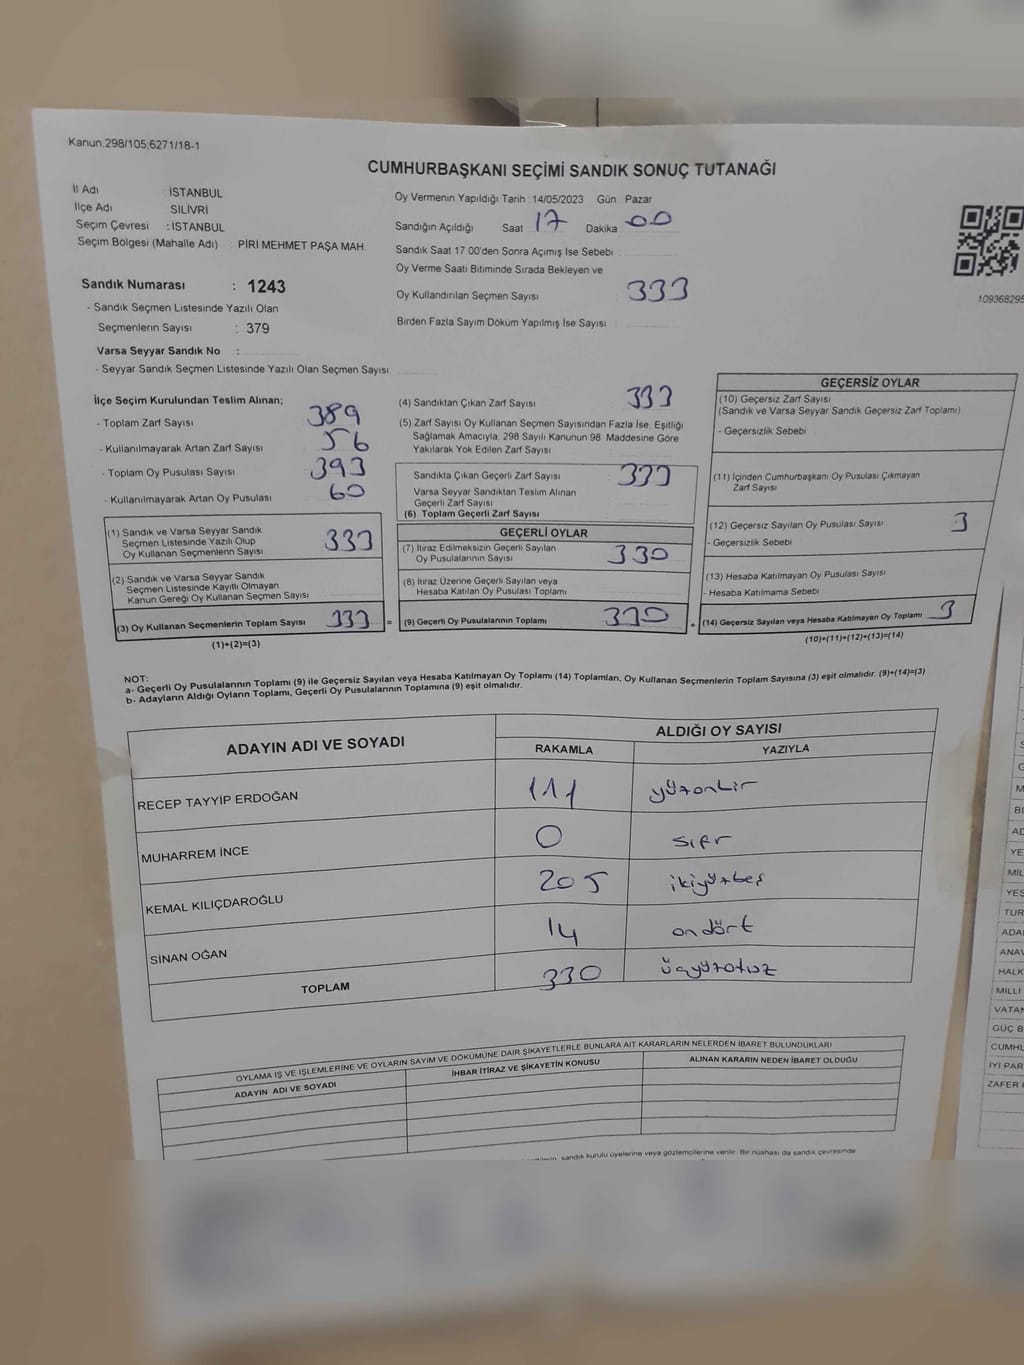 Kanun,298/105,6271/18-1
CUMHURBAŞKANI SEÇİMİ SANDIK SONUÇ TUTANAĞI
İl Adı : İSTANBUL
İlçe Adı SİLİVRİ
Seçim Çevresi : İSTANBUL
Seçim Bölgesi (Mahalle Adı) : PİRİ MEHMET PAŞA MAH.
Oy Vermenin Yapıldığı Tarih 14/05/2023 Gün Pazar
Sandığın Açıldığı Saat 17 Dakika 00
Sandık Saat 17.00'den Sonra Açımış İse Sebebi
Oy Verme Saati Bitiminde Sırada Bekleyen ve
Oy Kullandırılan Seçmen Sayısı 333
Birden Fazla Sayım Döküm Yapılmış İse Sayısı
109368295
Sandık Numarası : 1243
- Sandık Seçmen Listesinde Yazılı Olan
Seçmenlerin Sayısı : 379
Varsa Seyyar Sandık No :
- Seyyar Sandık Seçmen Listesinde Yazılı Olan Seçmen Sayısı
İlçe Seçim Kurulundan Teslim Alınan;
- Toplam Zarf Sayısı 389
- Kullanılmayarak Artan Zarf Sayısı 56
- Toplam Oy Pusulası Sayısı 393
- Kullanılmayarak Artan Oy Pusulası 60
(1) Sandık ve Varsa Seyyar Sandık
Seçmen Listesinde Yazılı Olup
Oy Kullanan Seçmenlerin Sayısı 333
(2) Sandık ve Varsa Seyyar Sandık
Seçmen Listesinde Kayıtlı Olmayan
Kanun Gereği Oy Kullanan Seçmen Sayısı
(3) Oy Kullanan Seçmenlerin Toplam Sayısı 333 =
(1)+(2)=(3)
(4) Sandıktan Çıkan Zarf Sayısı 333
(5) Zarf Sayısı Oy Kullanan Seçmen Sayısından Fazla İse, Eşitliği
Sağlamak Amacıyla, 298 Sayılı Kanunun 98. Maddesine Göre
Yakılarak Yok Edilen Zarf Sayısı
Sandıkta Çıkan Geçerli Zarf Sayısı 333
Varsa Seyyar Sandıktan Teslim Alınan
Geçerli Zarf Sayısı
(6) Toplam Geçerli Zarf Sayısı
GEÇERLİ OYLAR
(7) İtiraz Edilmeksizin Geçerli Sayılan
Oy Pusulalarının Sayısı 330
(8) İtiraz Üzerine Geçerli Sayılan veya
Hesaba Katılan Oy Pusulası Toplamı
(9) Geçerli Oy Pusulalarının Toplamı 330 +
GEÇERSİZ OYLAR
(10) Geçersiz Zarf Sayısı
(Sandık ve Varsa Seyyar Sandık Geçersiz Zarf Toplamı)
- Geçersizlik Sebebi
(11) İçinden Cumhurbaşkanı Oy Pusulası Çıkmayan
Zarf Sayısı
(12) Geçersiz Sayılan Oy Pusulası Sayısı 3
- Geçersizlik Sebebi
(13) Hesaba Katılmayan Oy Pusulası Sayısı
- Hesaba Katılmama Sebebi
(14) Geçersiz Sayılan veya Hesaba Katılmayan Oy Toplamı 3
(10)+(11)+(12)+(13)=(14)
NOT:
a- Geçerli Oy Pusulalarının Toplamı (9) ile Geçersiz Sayılan veya Hesaba Katılmayan Oy Toplamı (14) Toplamları, Oy Kullanan Seçmenlerin Toplam Sayısına (3) eşit olmalıdır. (9)+(14)=(3)
b- Adayların Aldığı Oyların Toplamı, Geçerli Oy Pusulalarının Toplamına (9) eşit olmalıdır.
ADAYIN ADI VE SOYADI
ALDIĞI OY SAYISI
RAKAMLA YAZIYLA
RECEP TAYYİP ERDOĞAN 111 yüzonbir
MUHARREM İNCE 0 sıfır
KEMAL KILIÇDAROĞLU 205 ikiyüzbeş
SİNAN OĞAN 14 ondört
TOPLAM 330 üçyüzotuz
OYLAMA İŞ VE İŞLEMLERİNE VE OYLARIN SAYIM VE DÖKÜMÜNE DAİR ŞİKAYETLERLE BUNLARA AİT KARARLARIN NELERDEN İBARET BULUNDUKLARI
ADAYIN ADI VE SOYADI İHBAR İTİRAZ VE ŞİKAYETİN KONUSU ALINAN KARARIN NEDEN İBARET OLDUĞU
sandık kurulu üyelerine veya gözlemcilerine verilir. Bir nüshası da sandık çevresinde
YE
MİL
YEŞ
TÜR
ADA
ANAV
HALK
MİLLİ
VATAN
GÜÇ B
CUMHU
İYİ PAR
ZAFER